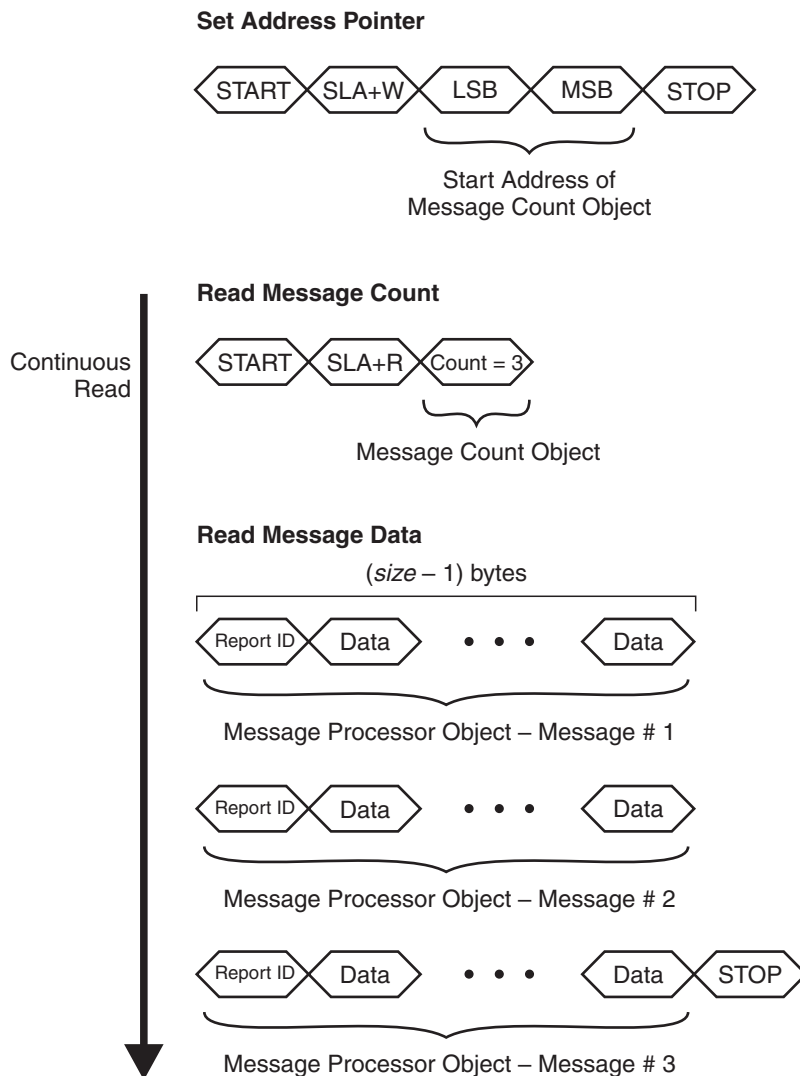 Set Address Pointer
START SLA+W LSB MSB STOP
Start Address of
Message Count Object
Read Message Count
Continuous
Read
START SLA+R Count = 3
Message Count Object
Read Message Data
(size – 1) bytes
Report ID Data • • • Data
Message Processor Object – Message # 1
Report ID Data • • • Data
Message Processor Object – Message # 2
Report ID Data • • • Data STOP
Message Processor Object – Message # 3